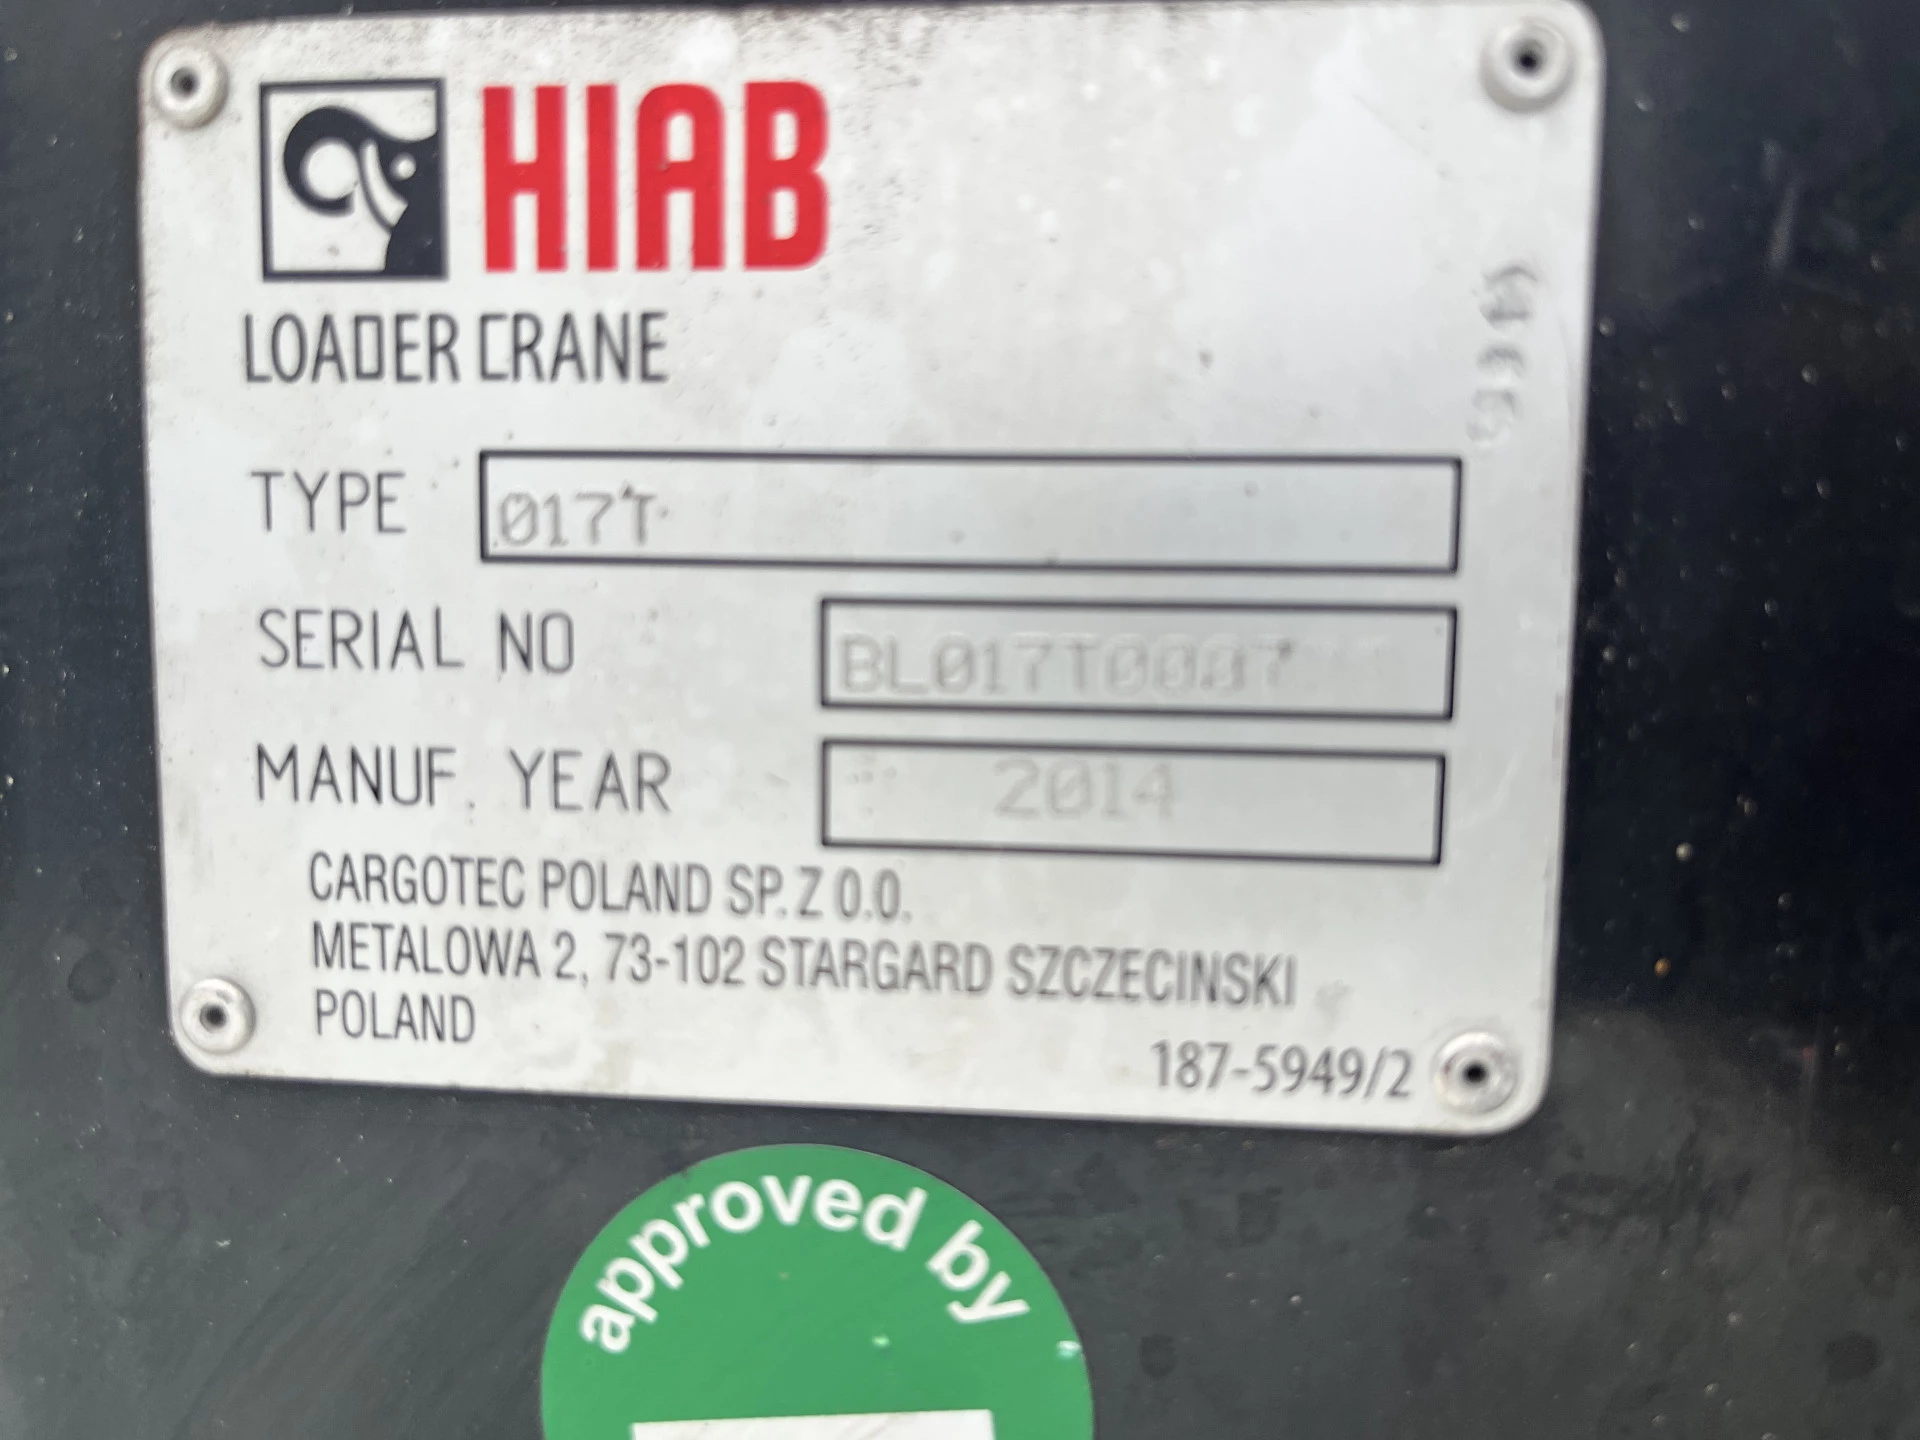 HIAB
LOADER CRANE
TYPE 017T
SERIAL NO
MANUF. YEAR 2014
CARGOTEC POLAND SP. Z O.O.
METALOWA 2, 73-102 STARGARD SZCZECINSKI
POLAND
187-5949/2
approved by